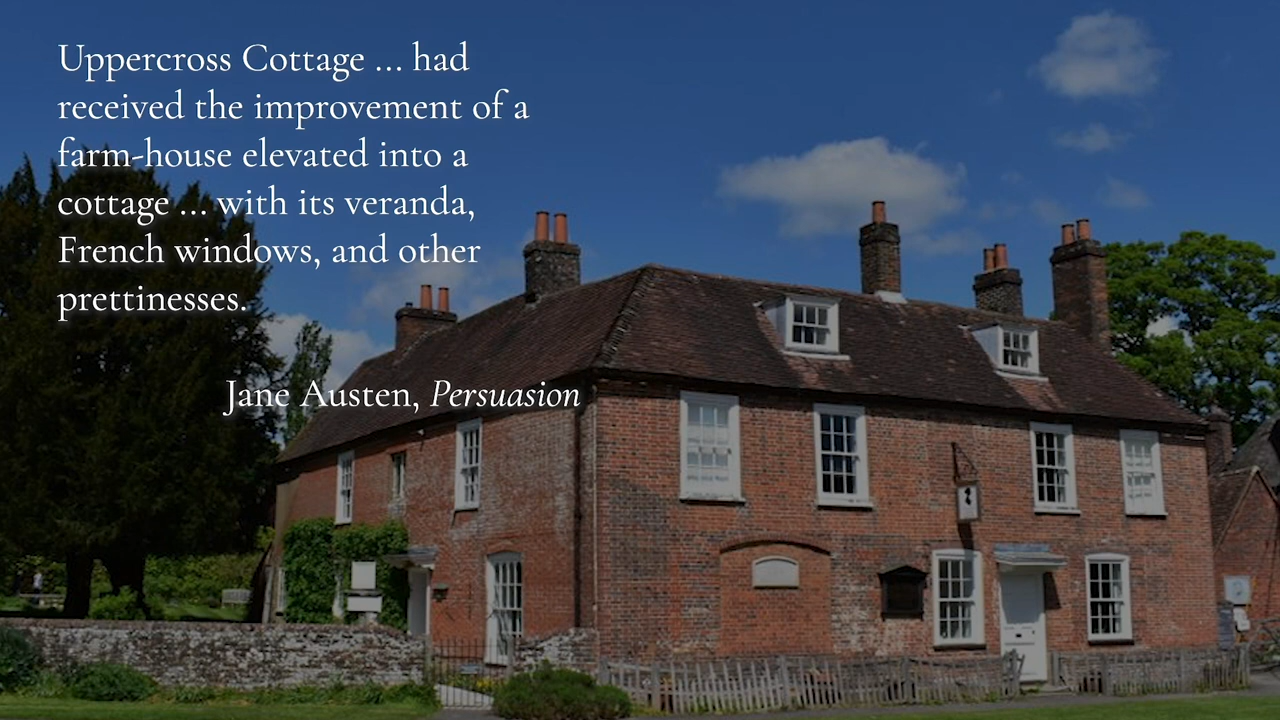 Uppercross Cottage ... had
received the improvement of a
farm-house elevated into a
cottage ... with its veranda,
French windows, and other
prettinesses.
Jane Austen, Persuasion